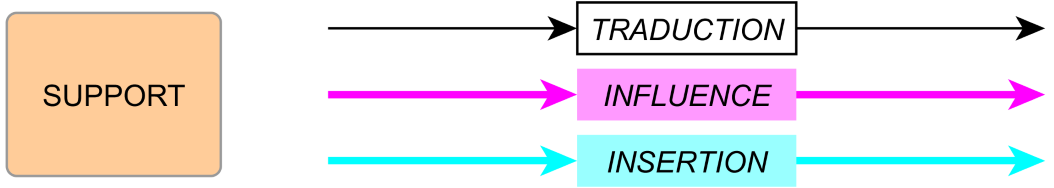 SUPPORT
TRADUCTION
INFLUENCE
INSERTION